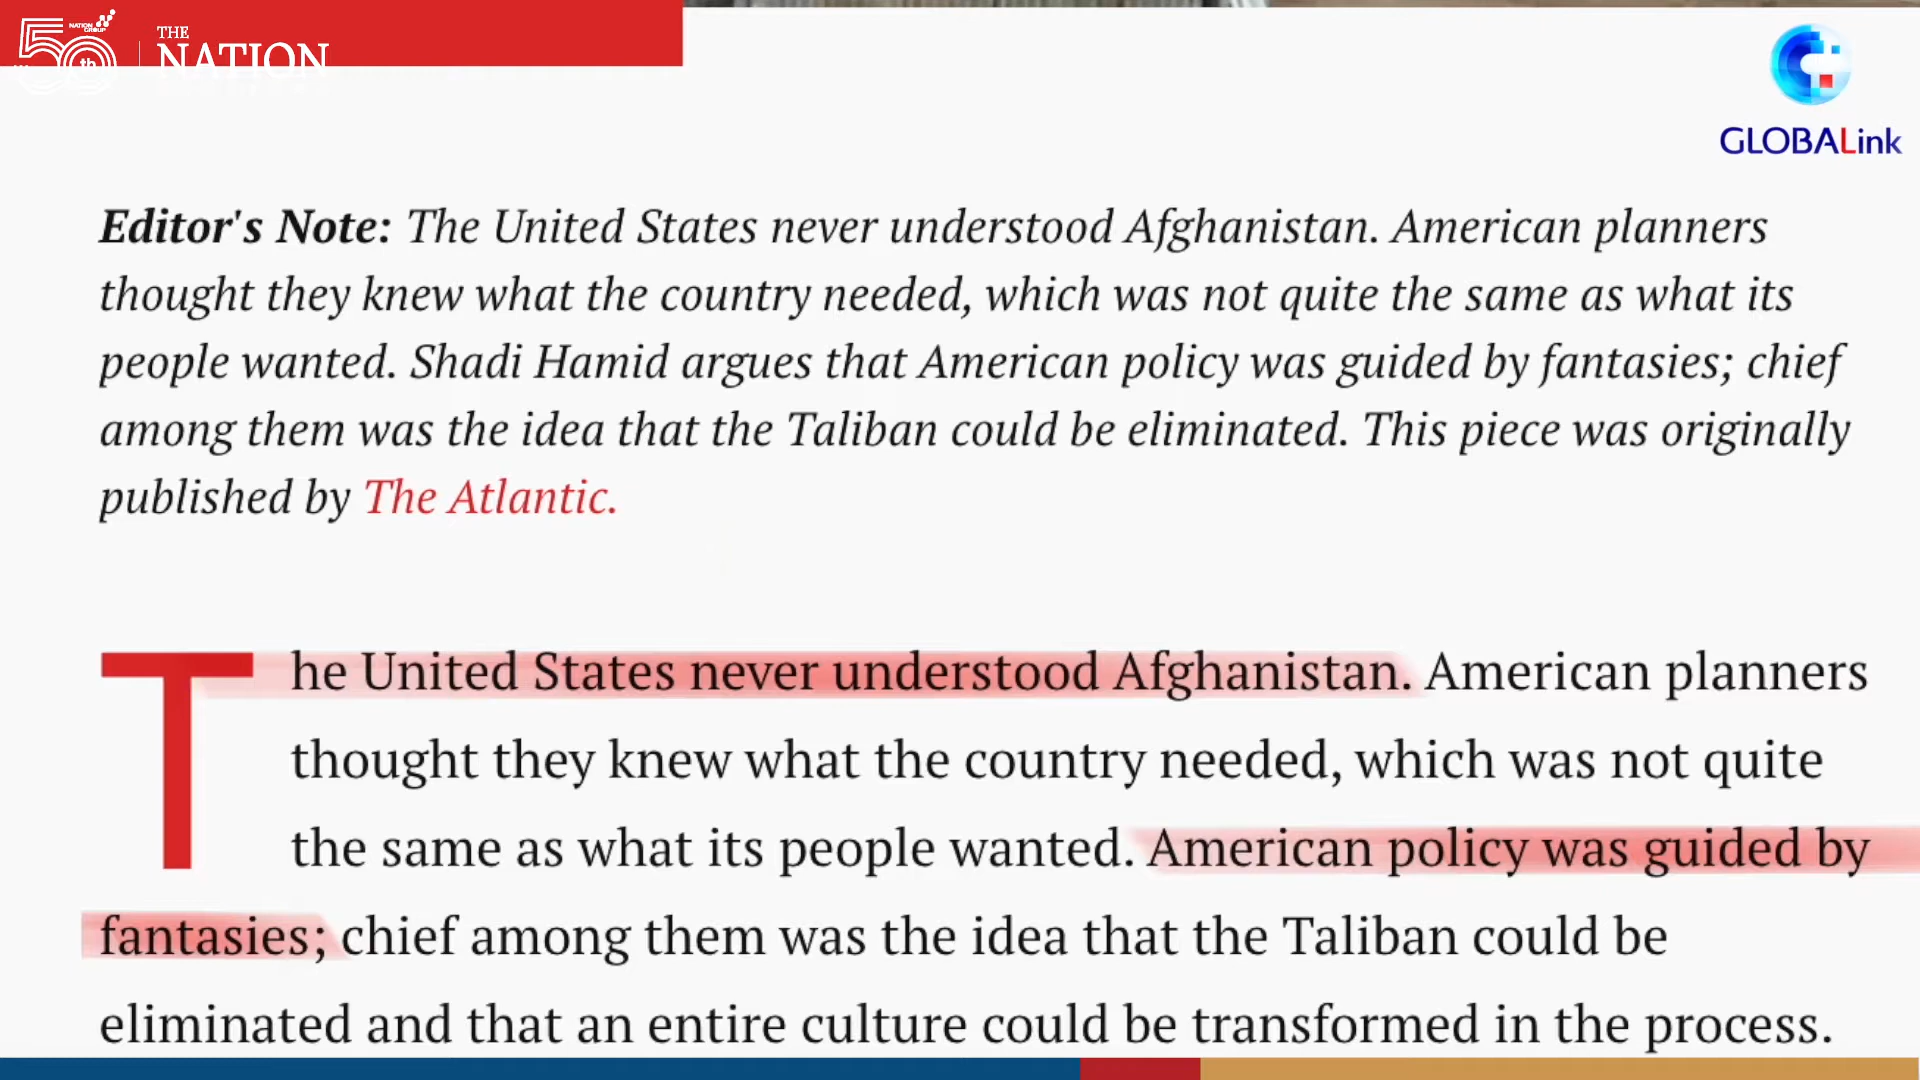 50th
NATION GROUP
THE
NATION
GLOBALink
Editor's Note: The United States never understood Afghanistan. American planners
thought they knew what the country needed, which was not quite the same as what its
people wanted. Shadi Hamid argues that American policy was guided by fantasies; chief
among them was the idea that the Taliban could be eliminated. This piece was originally
published by The Atlantic.
The United States never understood Afghanistan. American planners
thought they knew what the country needed, which was not quite
the same as what its people wanted. American policy was guided by
fantasies; chief among them was the idea that the Taliban could be
eliminated and that an entire culture could be transformed in the process.